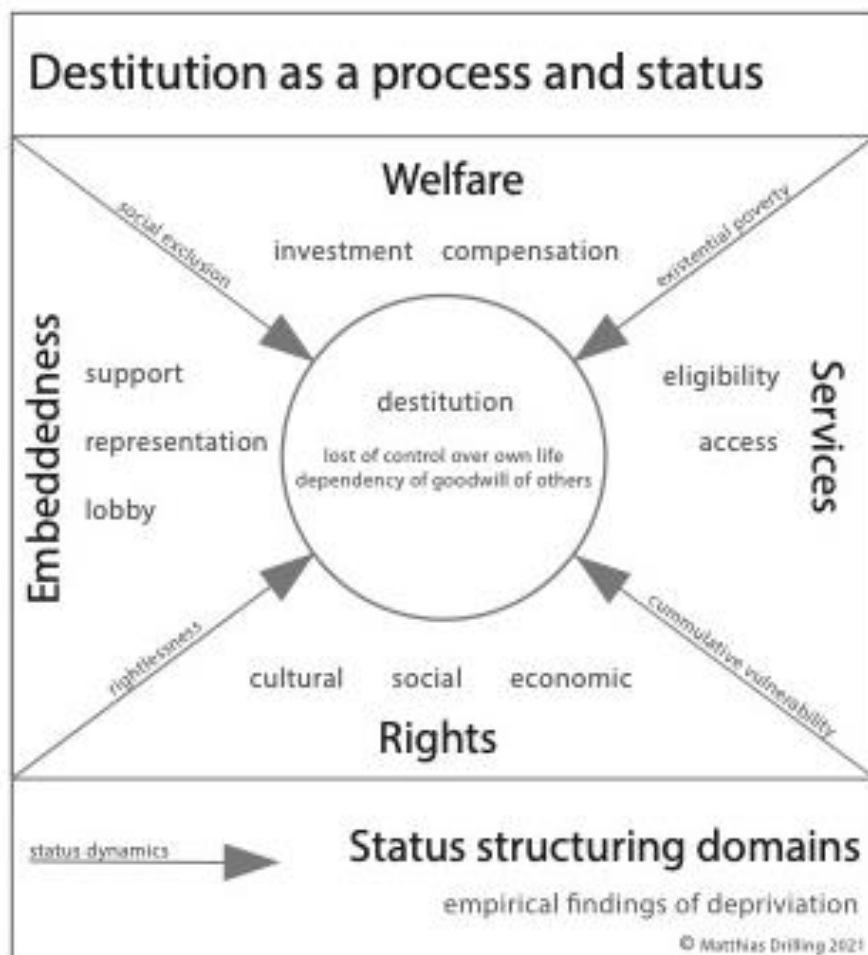 Destitution as a process and status
Welfare
social exclusion
existential poverty
investment compensation
Embeddedness
support
representation
lobby
destitution
lost of control over own life
dependency of goodwill of others
eligibility
access
Services
rightlessness
cummulative vulnerability
cultural social economic
Rights
status dynamics
Status structuring domains
empirical findings of depriviation
© Matthias Drilling 2021